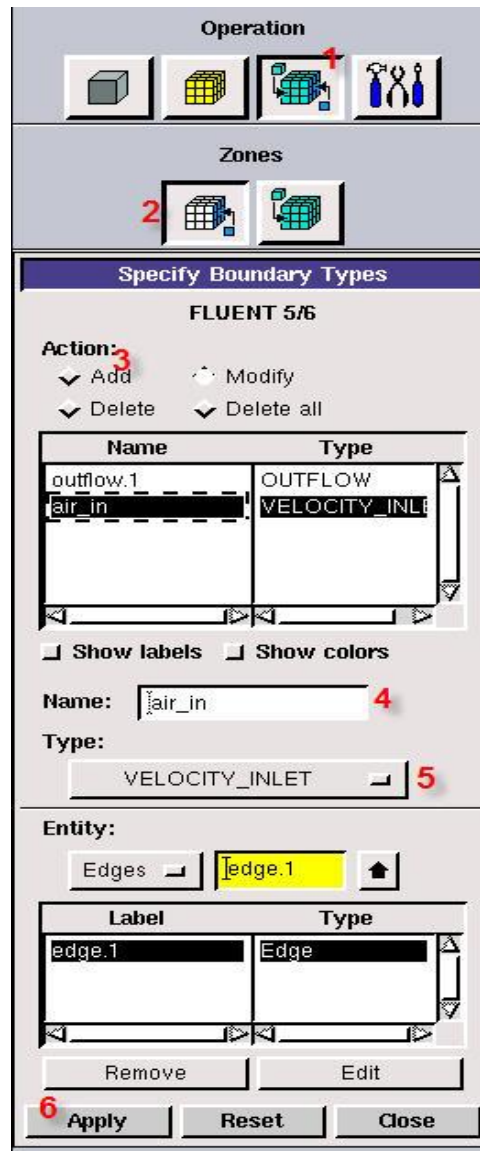 Operation
1
Zones
2
Specify Boundary Types
FLUENT 5/6
Action:
3
Add Modify
Delete Delete all
Name Type
outflow.1 OUTFLOW
air_in VELOCITY_INLE
Show labels Show colors
Name: air_in 4
Type:
VELOCITY_INLET 5
Entity:
Edges edge.1
Label Type
edge.1 Edge
Remove Edit
6
Apply Reset Close